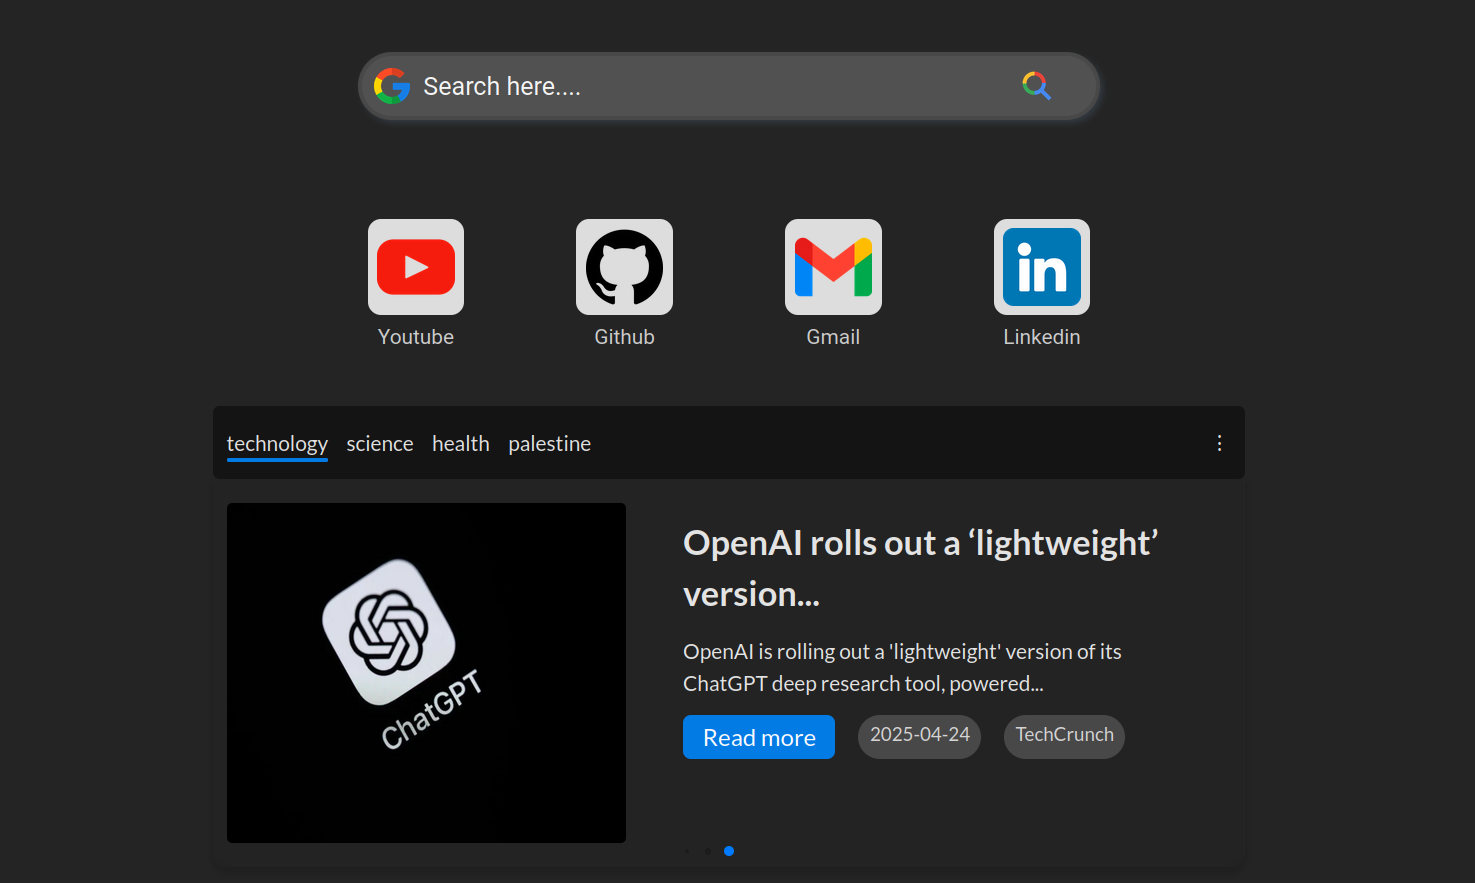 Search here....
Youtube Github Gmail Linkedin
technology science health palestine
ChatGPT
OpenAI rolls out a ‘lightweight’
version...
OpenAI is rolling out a 'lightweight' version of its
ChatGPT deep research tool, powered...
Read more 2025-04-24 TechCrunch